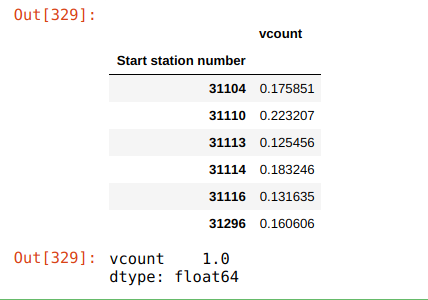 Out[329]:
vcount
Start station number
31104 0.175851
31110 0.223207
31113 0.125456
31114 0.183246
31116 0.131635
31296 0.160606
Out[329]: vcount 1.0
dtype: float64